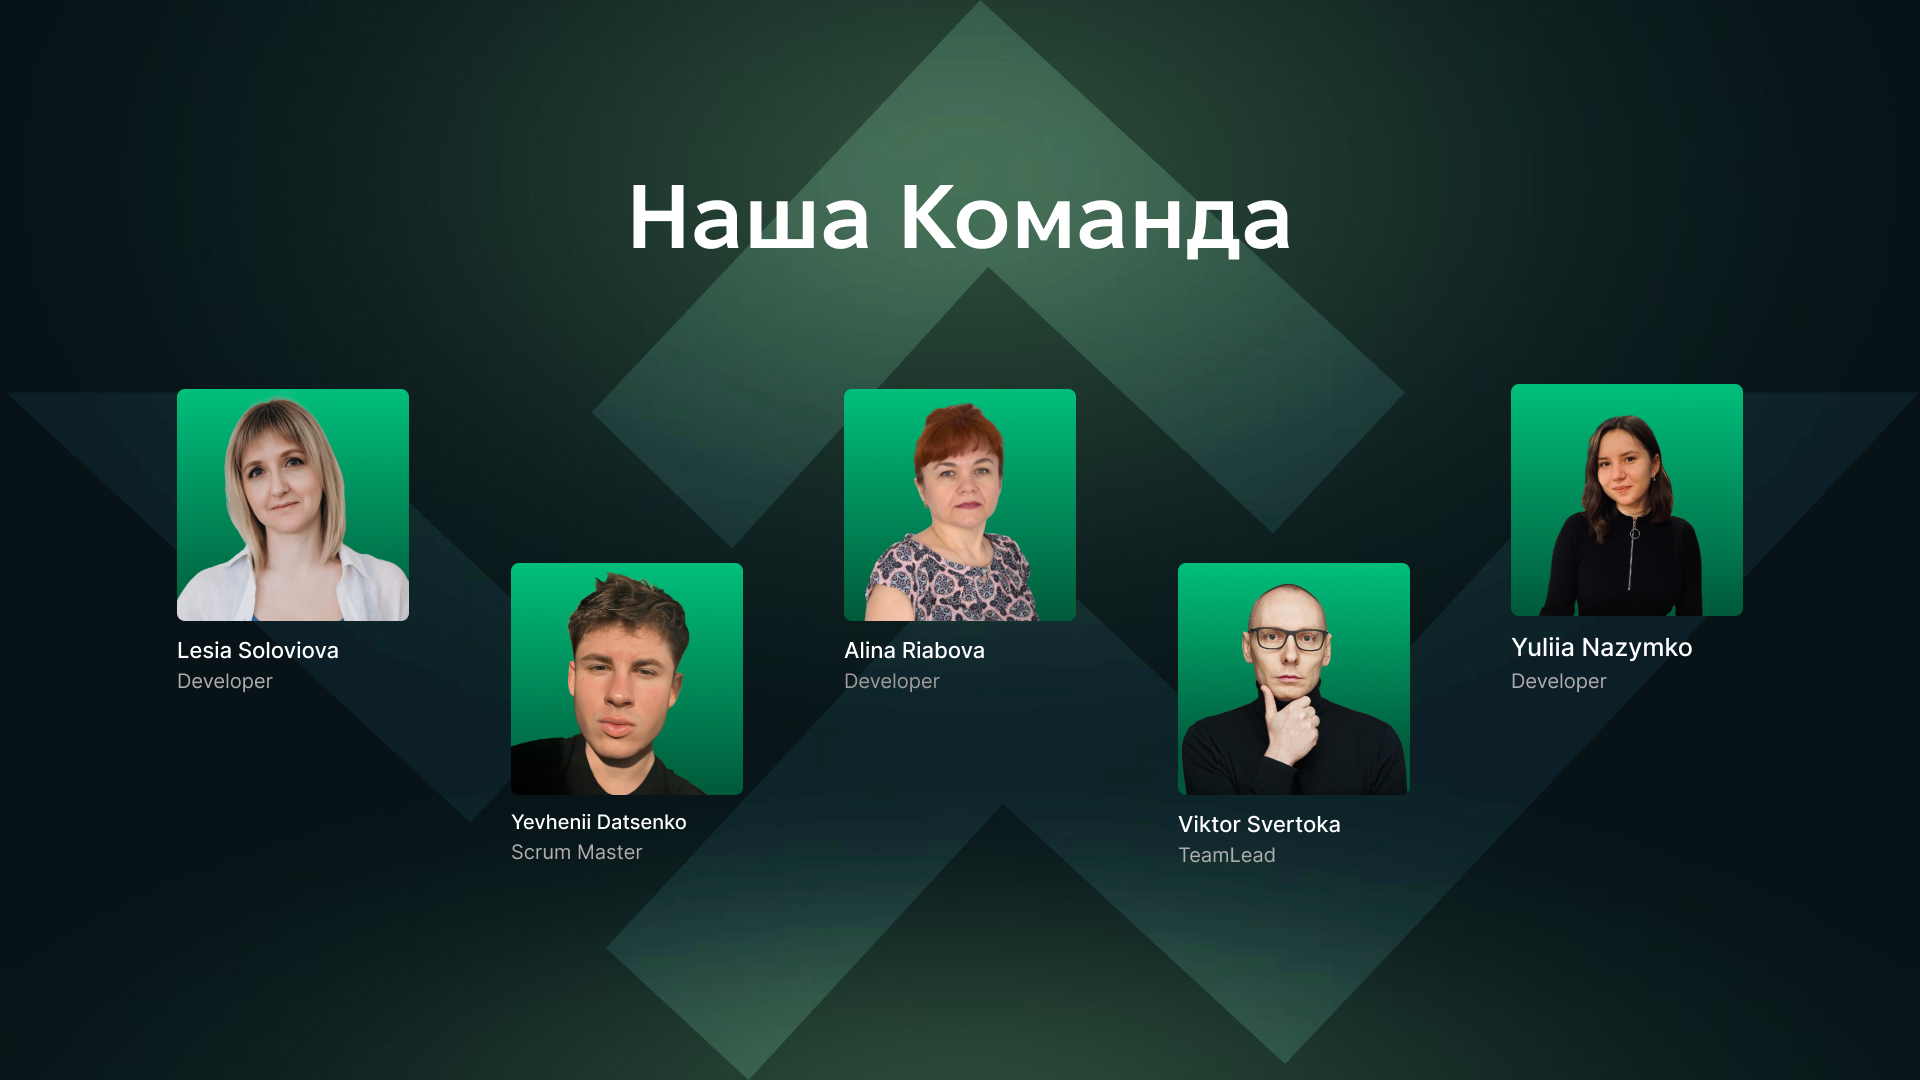 Наша Команда
Lesia Soloviova
Developer
Yevhenii Datsenko
Scrum Master
Alina Riabova
Developer
Viktor Svertoka
TeamLead
Yuliia Nazymko
Developer